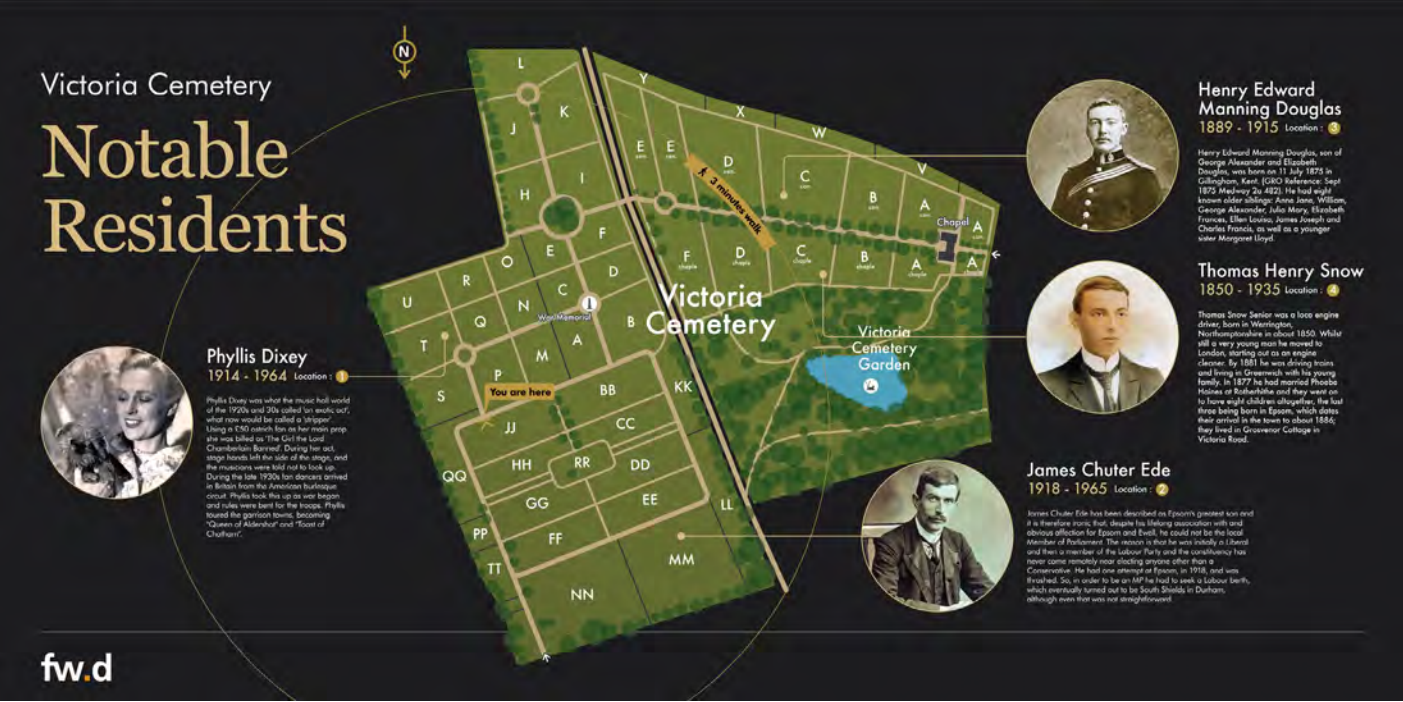 N
Victoria Cemetery
Notable
Residents
Henry Edward
Manning Douglas
1889 - 1915 Location : 3
Henry Edward Manning Douglas, son of
George Alexander and Elizabeth
Douglas, was born on 11 July 1875 in
Gillingham, Kent. (GRO Reference: Sept
1875 Medway 2a 482). He had eight
known older siblings: Anne Jane, William,
George Alexander, Julia Mary, Elizabeth
Frances, Ellen Louisa, James Joseph and
Charles Francis, as well as a younger
sister Margaret Lloyd.
Thomas Henry Snow
1850 - 1935 Location : 4
Thomas Snow Senior was a loco engine
driver, born in Werrington,
Northamptonshire in about 1850. Whilst
still a very young man he moved to
London, starting out as an engine
cleaner. By 1881 he was driving trains
and living in Greenwich with his young
family. In 1877 he had married Phoebe
Haines at Rotherhithe and they went on
to have eight children altogether, the last
three being born in Epsom, which dates
their arrival in the town to about 1886;
they lived in Grosvenor Cottage in
Victoria Road.
Phyllis Dixey
1914 - 1964 Location : 1
Phyllis Dixey was what the music hall world
of the 1920s and 30s called 'an exotic act',
what now would be called a 'stripper'.
Using a £50 ostrich fan as her main prop
she was billed as 'The Girl the Lord
Chamberlain Banned'. During her act,
stage hands left the side of the stage, and
the musicians were told not to look up.
During the late 1930s fan dancers arrived
in Britain from the American burlesque
circuit. Phyllis took this up as war began
and rules were bent for the troops. Phyllis
toured the garrison towns, becoming
"Queen of Aldershot" and "Toast of
Chatham".
James Chuter Ede
1918 - 1965 Location : 2
James Chuter Ede has been described as Epsom's greatest son and
it is therefore ironic that, despite his lifelong association with and
obvious affection for Epsom and Ewell, he could not be the local
Member of Parliament. The reason is that he was initially a Liberal
and then a member of the Labour Party and the constituency has
never come remotely near electing anyone other than a
Conservative. He had one attempt at Epsom, in 1918, and was
thrashed. So, in order to be an MP he had to seek a Labour berth,
which eventually turned out to be South Shields in Durham,
although even that was not straightforward.
L
K
J
I
H
Y
X
W
V
E con.
E con.
D con.
C con.
B con.
A con.
A con.
3 minutes walk
Chapel
F chaple
D chaple
C chaple
B chaple
A chaple
A chaple
F
E
O
D
R
U
C
N
Q
T
War Memorial
B
A
M
P
S
Victoria
Cemetery
Victoria
Cemetery
Garden
You are here
BB
KK
JJ
CC
HH
RR
DD
QQ
GG
EE
LL
PP
FF
TT
MM
NN
fw.d